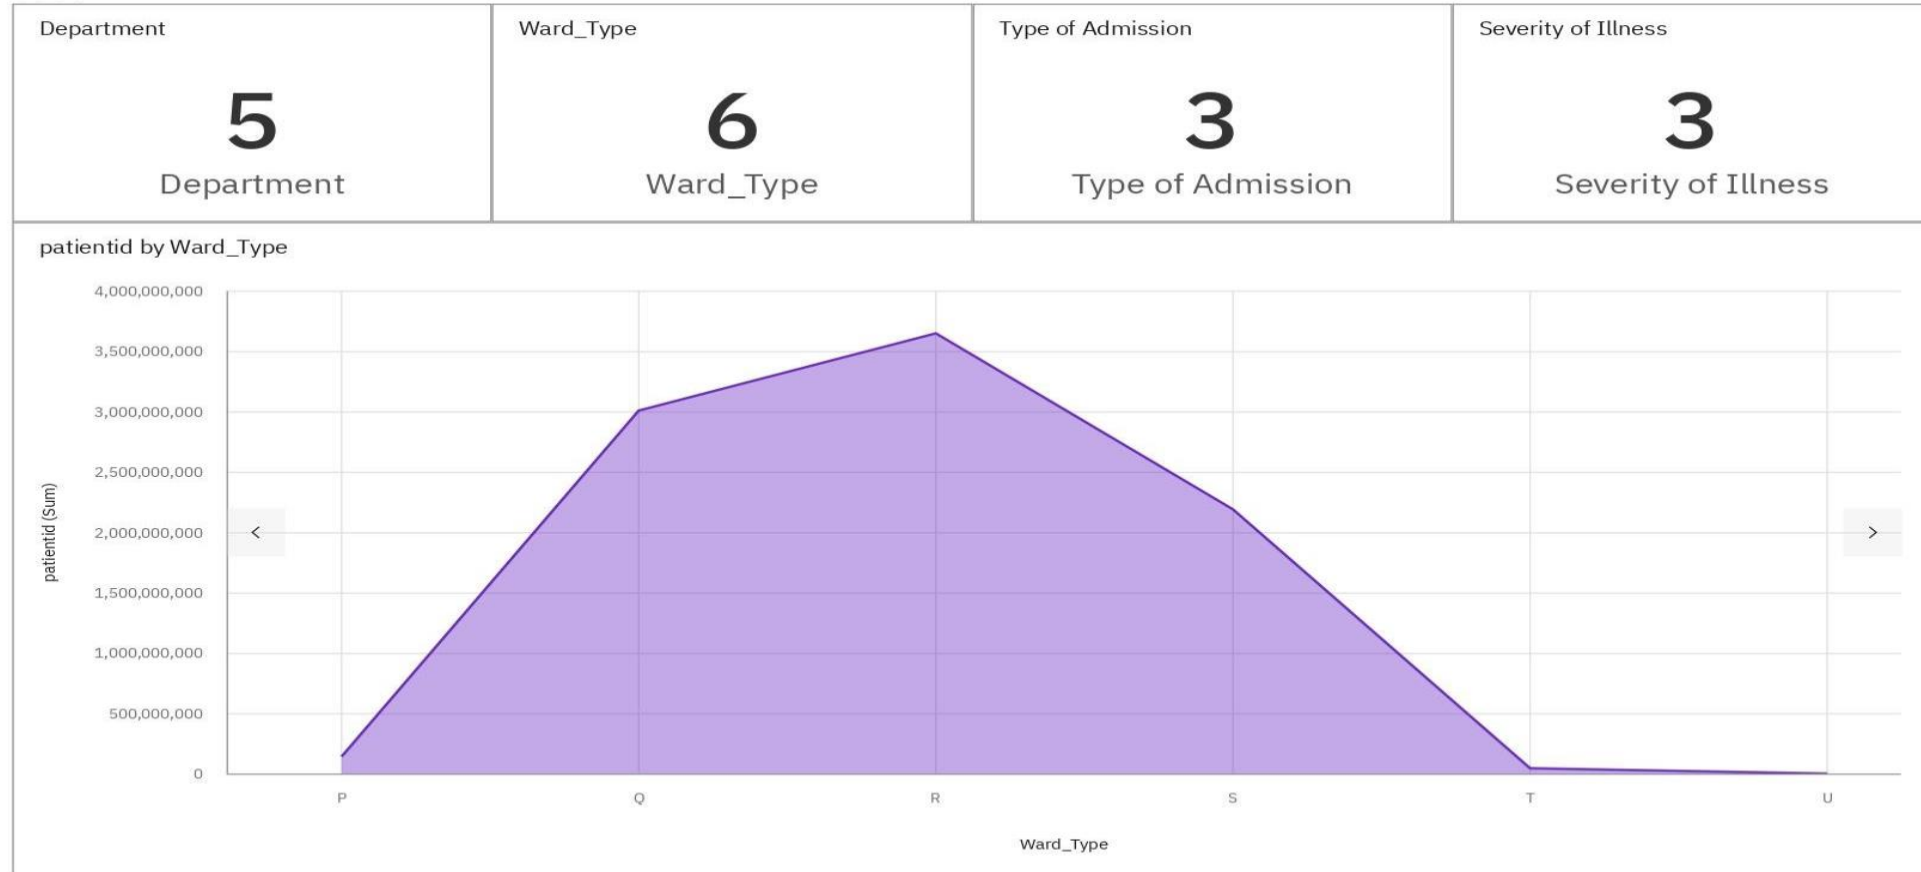 Department
5
Department
Ward_Type
6
Ward_Type
Type of Admission
3
Type of Admission
Severity of Illness
3
Severity of Illness
patientid by Ward_Type
4,000,000,000
3,500,000,000
3,000,000,000
2,500,000,000
2,000,000,000
1,500,000,000
1,000,000,000
500,000,000
0
patientid (Sum)
P Q R S T U
Ward_Type